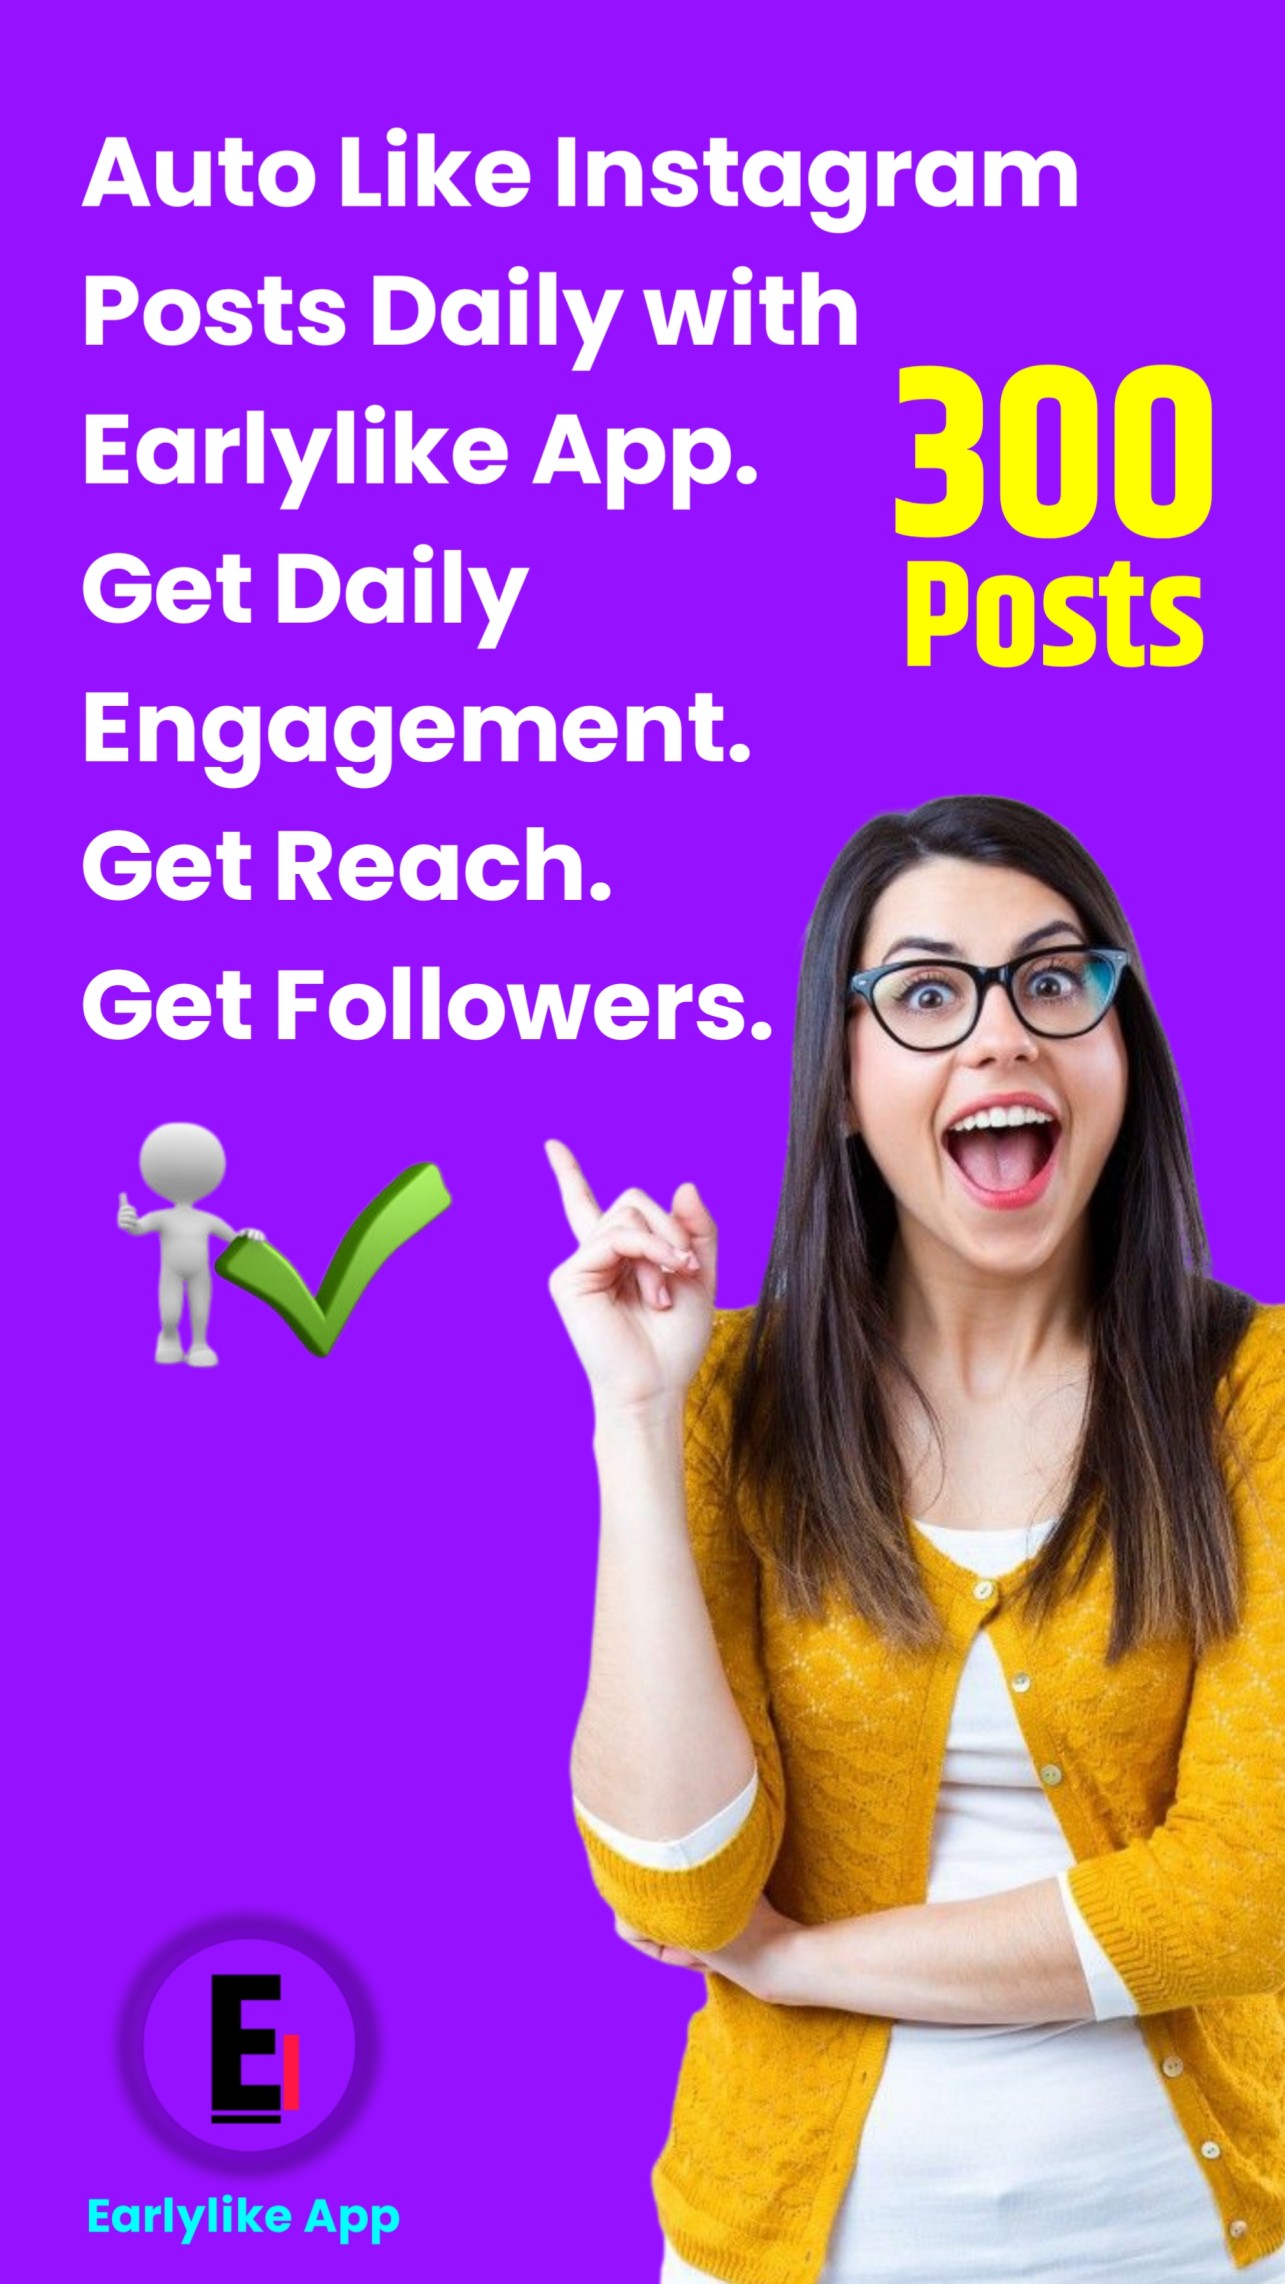 Auto Like Instagram
Posts Daily with
Earlylike App.
300
Posts
Get Daily
Engagement.
Get Reach.
Get Followers.
E
Earlylike App